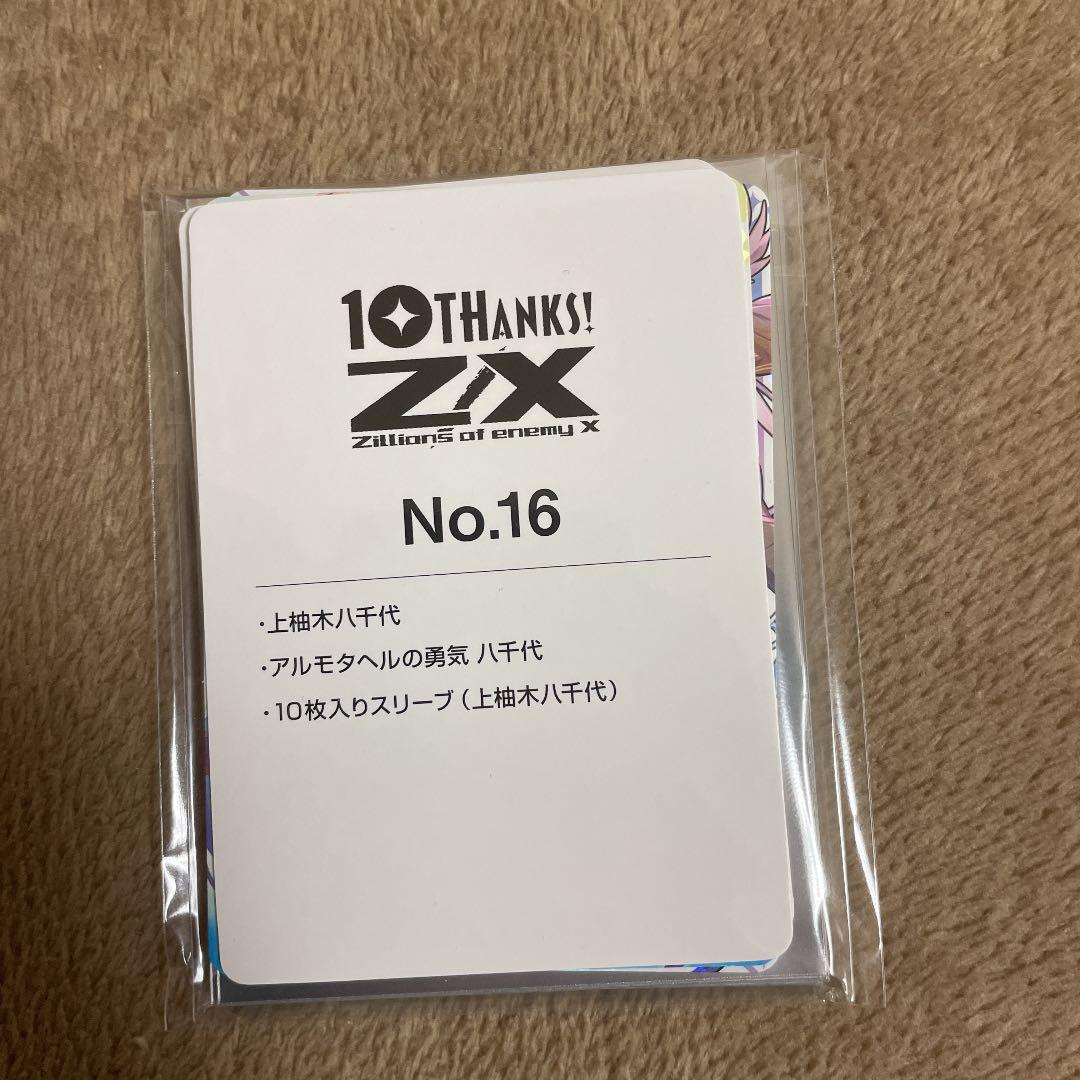 10THANKS!
Z/X
Zillions of enemy X
No.16
・上柚木八千代
・アルモタヘルの勇気 八千代
・10枚入りスリーブ（上柚木八千代）